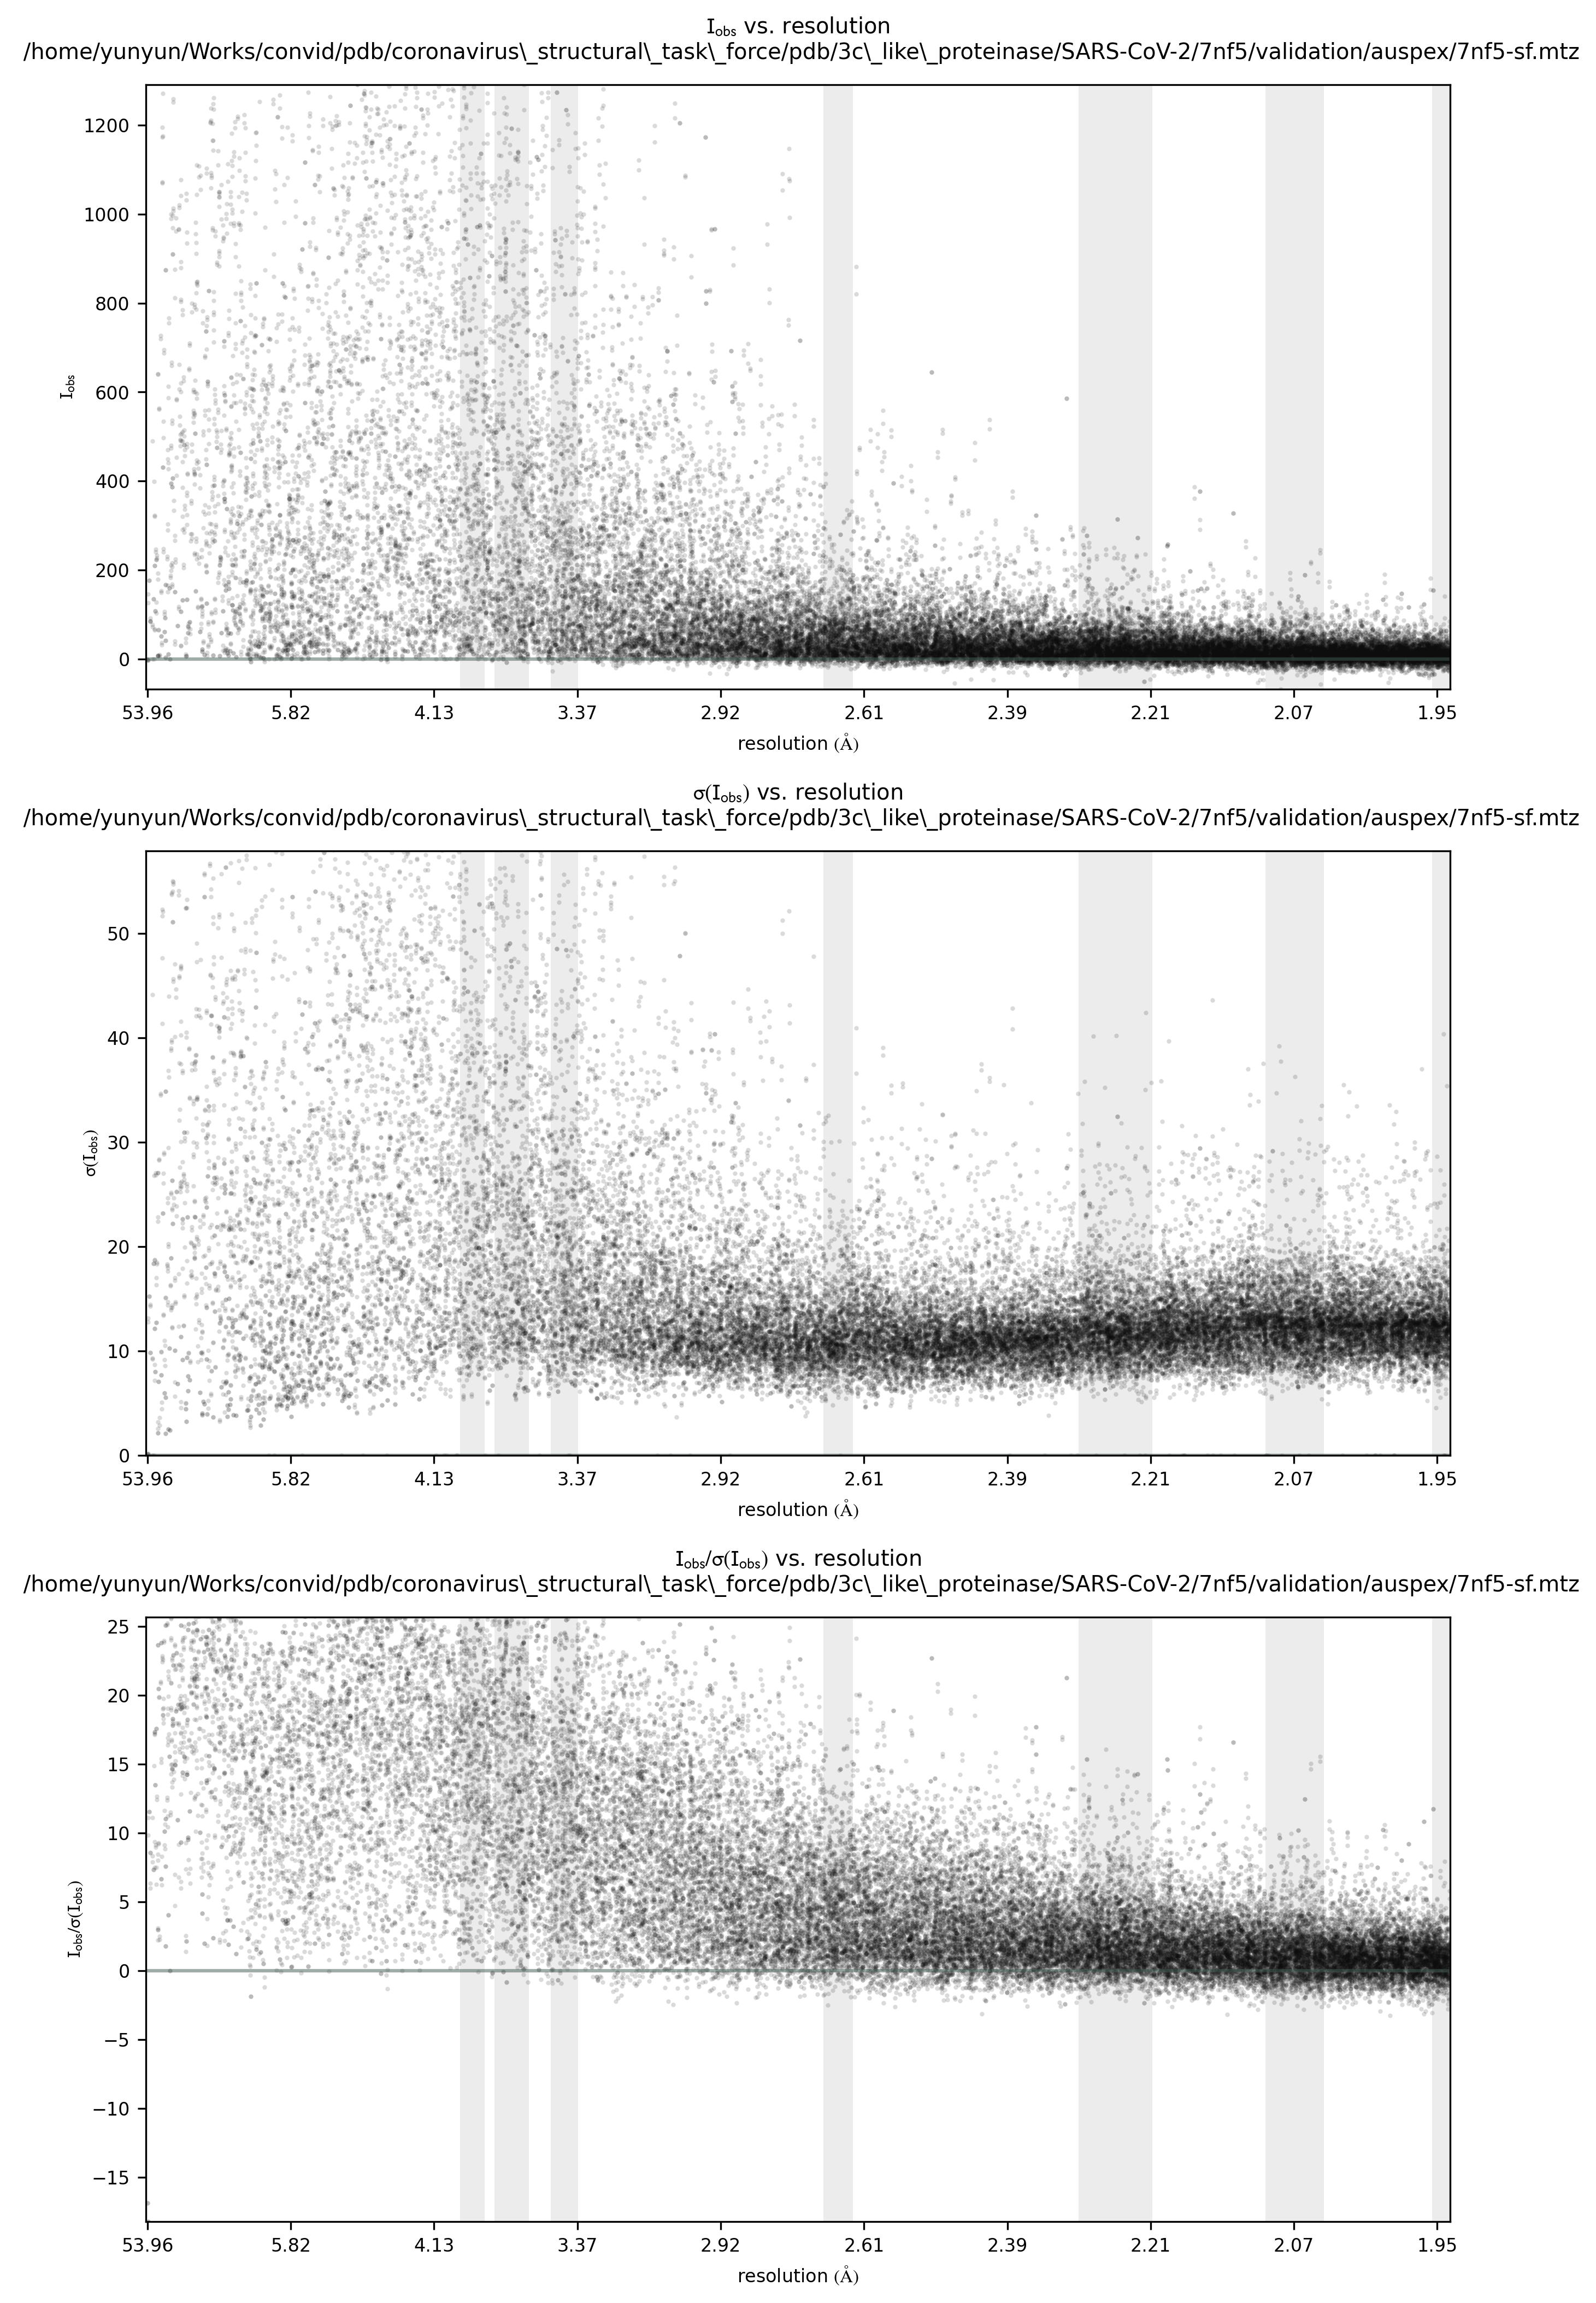 I_obs vs. resolution
/home/yunyun/Works/convid/pdb/coronavirus\_structural\_task\_force/pdb/3c\_like\_proteinase/SARS-CoV-2/7nf5/validation/auspex/7nf5-sf.mtz
1200
1000
800
600
400
200
0
I_obs
53.96 5.82 4.13 3.37 2.92 2.61 2.39 2.21 2.07 1.95
resolution (Å)
σ(I_obs) vs. resolution
/home/yunyun/Works/convid/pdb/coronavirus\_structural\_task\_force/pdb/3c\_like\_proteinase/SARS-CoV-2/7nf5/validation/auspex/7nf5-sf.mtz
50
40
30
20
10
0
σ(I_obs)
53.96 5.82 4.13 3.37 2.92 2.61 2.39 2.21 2.07 1.95
resolution (Å)
I_obs/σ(I_obs) vs. resolution
/home/yunyun/Works/convid/pdb/coronavirus\_structural\_task\_force/pdb/3c\_like\_proteinase/SARS-CoV-2/7nf5/validation/auspex/7nf5-sf.mtz
25
20
15
10
5
0
−5
−10
−15
I_obs/σ(I_obs)
53.96 5.82 4.13 3.37 2.92 2.61 2.39 2.21 2.07 1.95
resolution (Å)